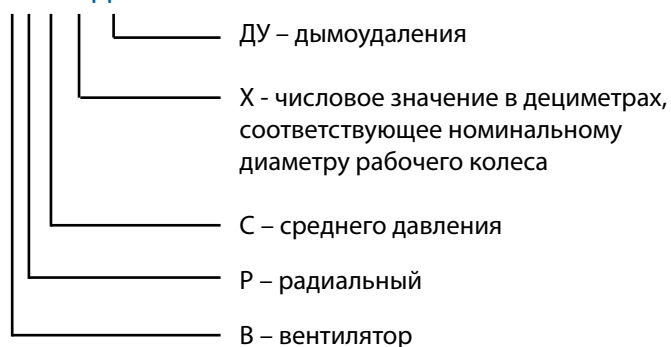 ДУ – дымоудаления
Х - числовое значение в дециметрах,
соответствующее номинальному
диаметру рабочего колеса
С – среднего давления
Р – радиальный
В – вентилятор